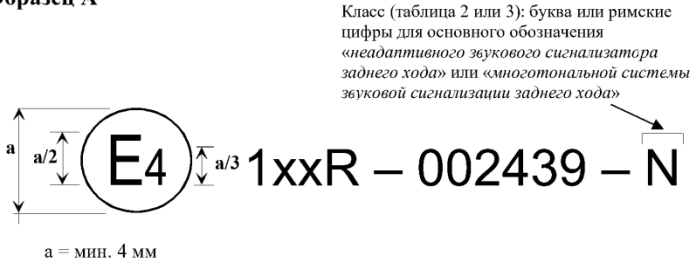 Образец А
Класс (таблица 2 или 3): буква или римские
цифры для основного обозначения
«неадаптивного звукового сигнализатора
заднего хода» или «многотональной системы
звуковой сигнализации заднего хода»
a
a/2
E4
a/3
1xxR – 002439 – N
a = мин. 4 мм